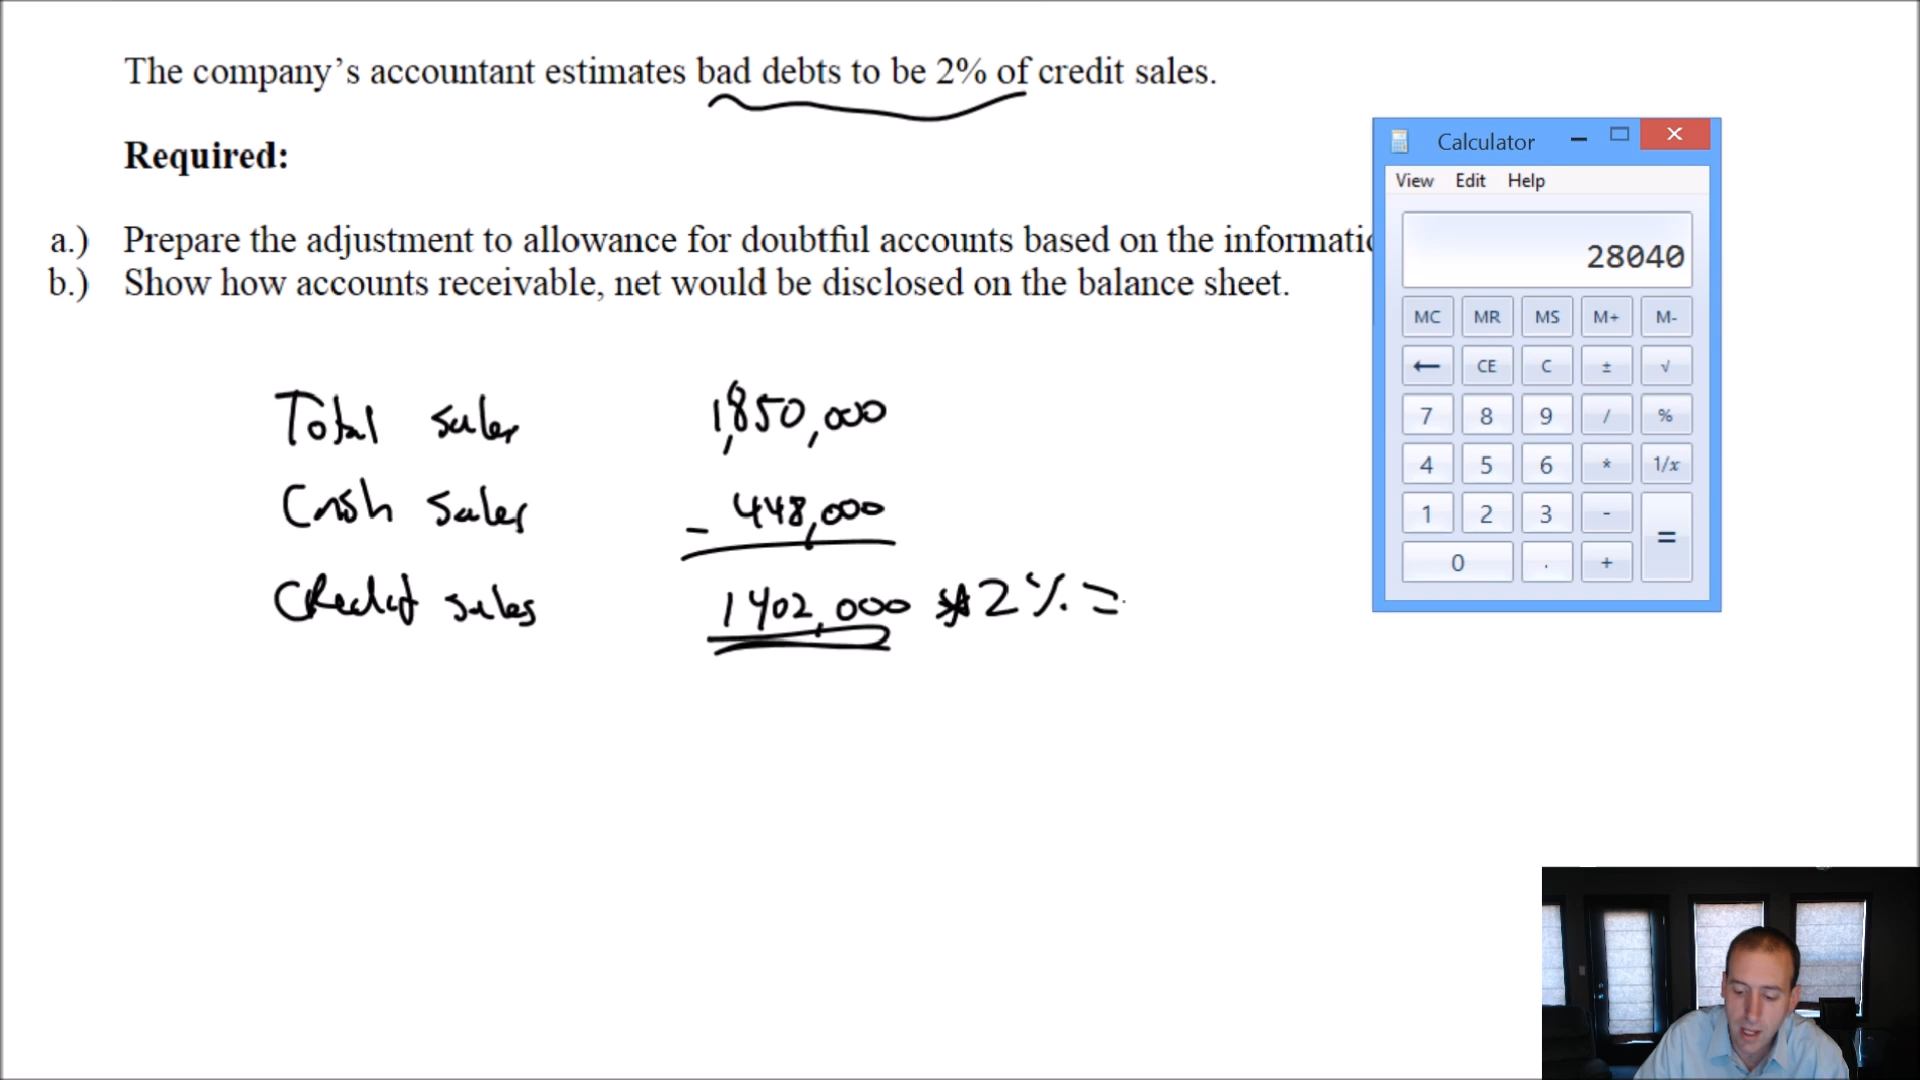 The company’s accountant estimates bad debts to be 2% of credit sales.
Required:
a.) Prepare the adjustment to allowance for doubtful accounts based on the informatic
b.) Show how accounts receivable, net would be disclosed on the balance sheet.
Total sales 1,850,000
Cash sales - 448,000
Credit sales 1402,000 * 2% =
Calculator
View Edit Help
28040
MC MR MS M+ M-
← CE C ± √
7 8 9 / %
4 5 6 * 1/x
1 2 3 - =
0 . +